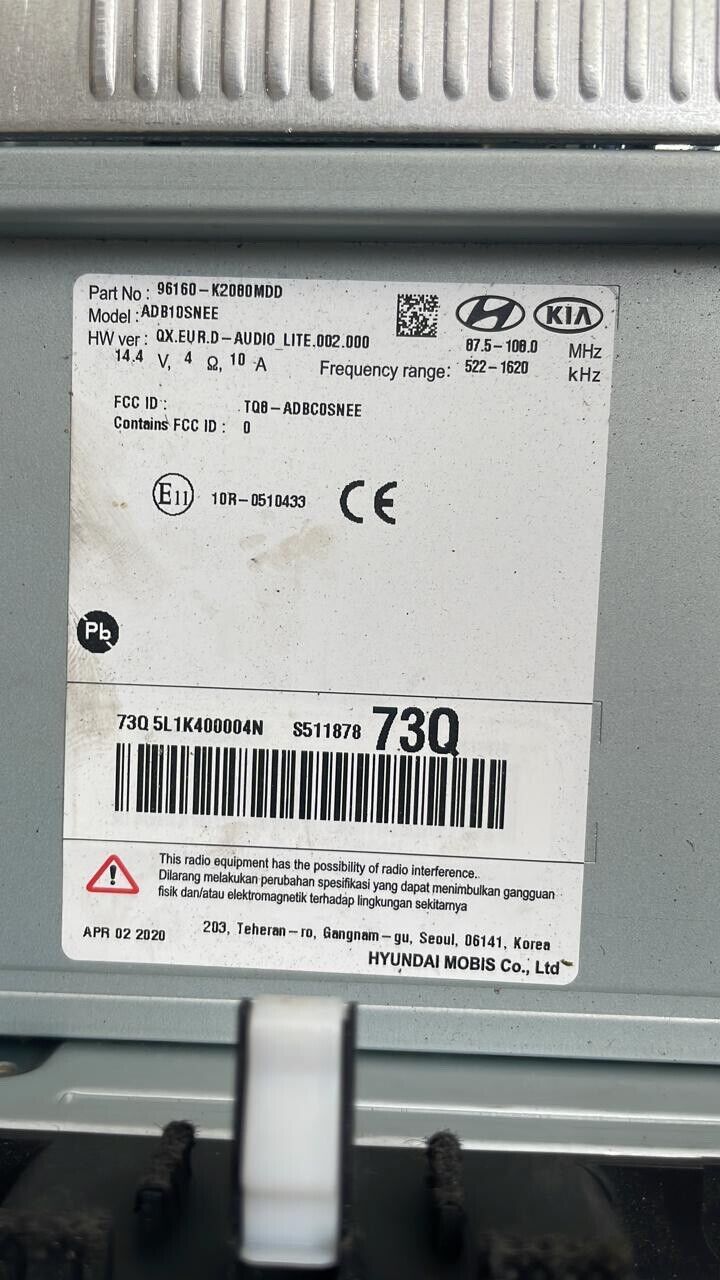 Part No : 96160-K2080MDD
Model : ADB10SNEE
HW ver : QX.EUR.D-AUDIO_LITE.002.000
14.4 V, 4 Ω, 10 A
Frequency range: 87.5-108.0 MHz
522-1620 kHz
KIA
FCC ID : TQ8-ADBC0SNEE
Contains FCC ID : 0
E11 10R-0510433 CE
Pb
73Q 5L1K400004N S511878 73Q
This radio equipment has the possibility of radio interference..
Dilarang melakukan perubahan spesifikasi yang dapat menimbulkan gangguan
fisik dan/atau elektromagnetik terhadap lingkungan sekitarnya
APR 02 2020
203, Teheran-ro, Gangnam-gu, Seoul, 06141, Korea
HYUNDAI MOBIS Co., Ltd